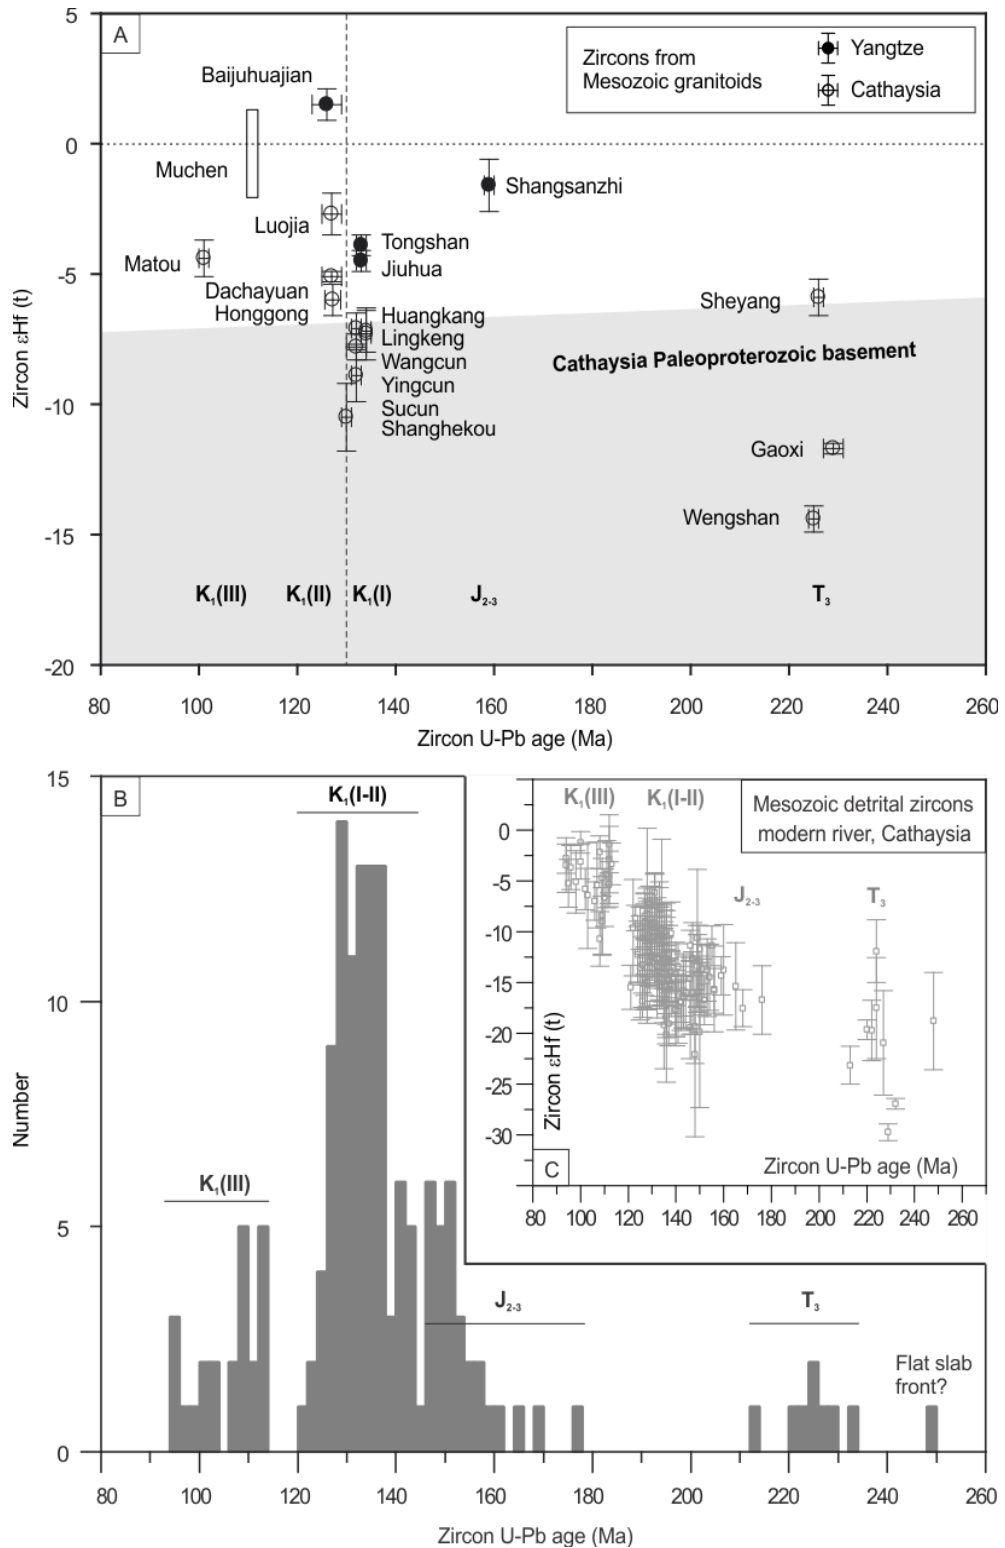 A
5
0
-5
-10
-15
-20
Zircon εHf (t)
Zircons from
Mesozoic granitoids
Yangtze
Cathaysia
Baijuhuajian
Muchen
Shangsanzhi
Luojia
Tongshan
Matou
Jiuhua
Dachayuan
Honggong
Sheyang
Huangkang
Lingkeng
Wangcun
Yingcun
Sucun
Shanghekou
Cathaysia Paleoproterozoic basement
Gaoxi
Wengshan
K₁(III) K₁(II) K₁(I) J₂₋₃ T₃
80 100 120 140 160 180 200 220 240 260
Zircon U-Pb age (Ma)
B
15
10
5
0
Number
K₁(I-II)
K₁(III)
J₂₋₃
T₃
Flat slab
front?
80 100 120 140 160 180 200 220 240 260
Zircon U-Pb age (Ma)
K₁(III) K₁(I-II)
Mesozoic detrital zircons
modern river, Cathaysia
J₂₋₃ T₃
0
-5
-10
-15
-20
-25
-30
Zircon εHf (t)
C
Zircon U-Pb age (Ma)
80 100 120 140 160 180 200 220 240 260